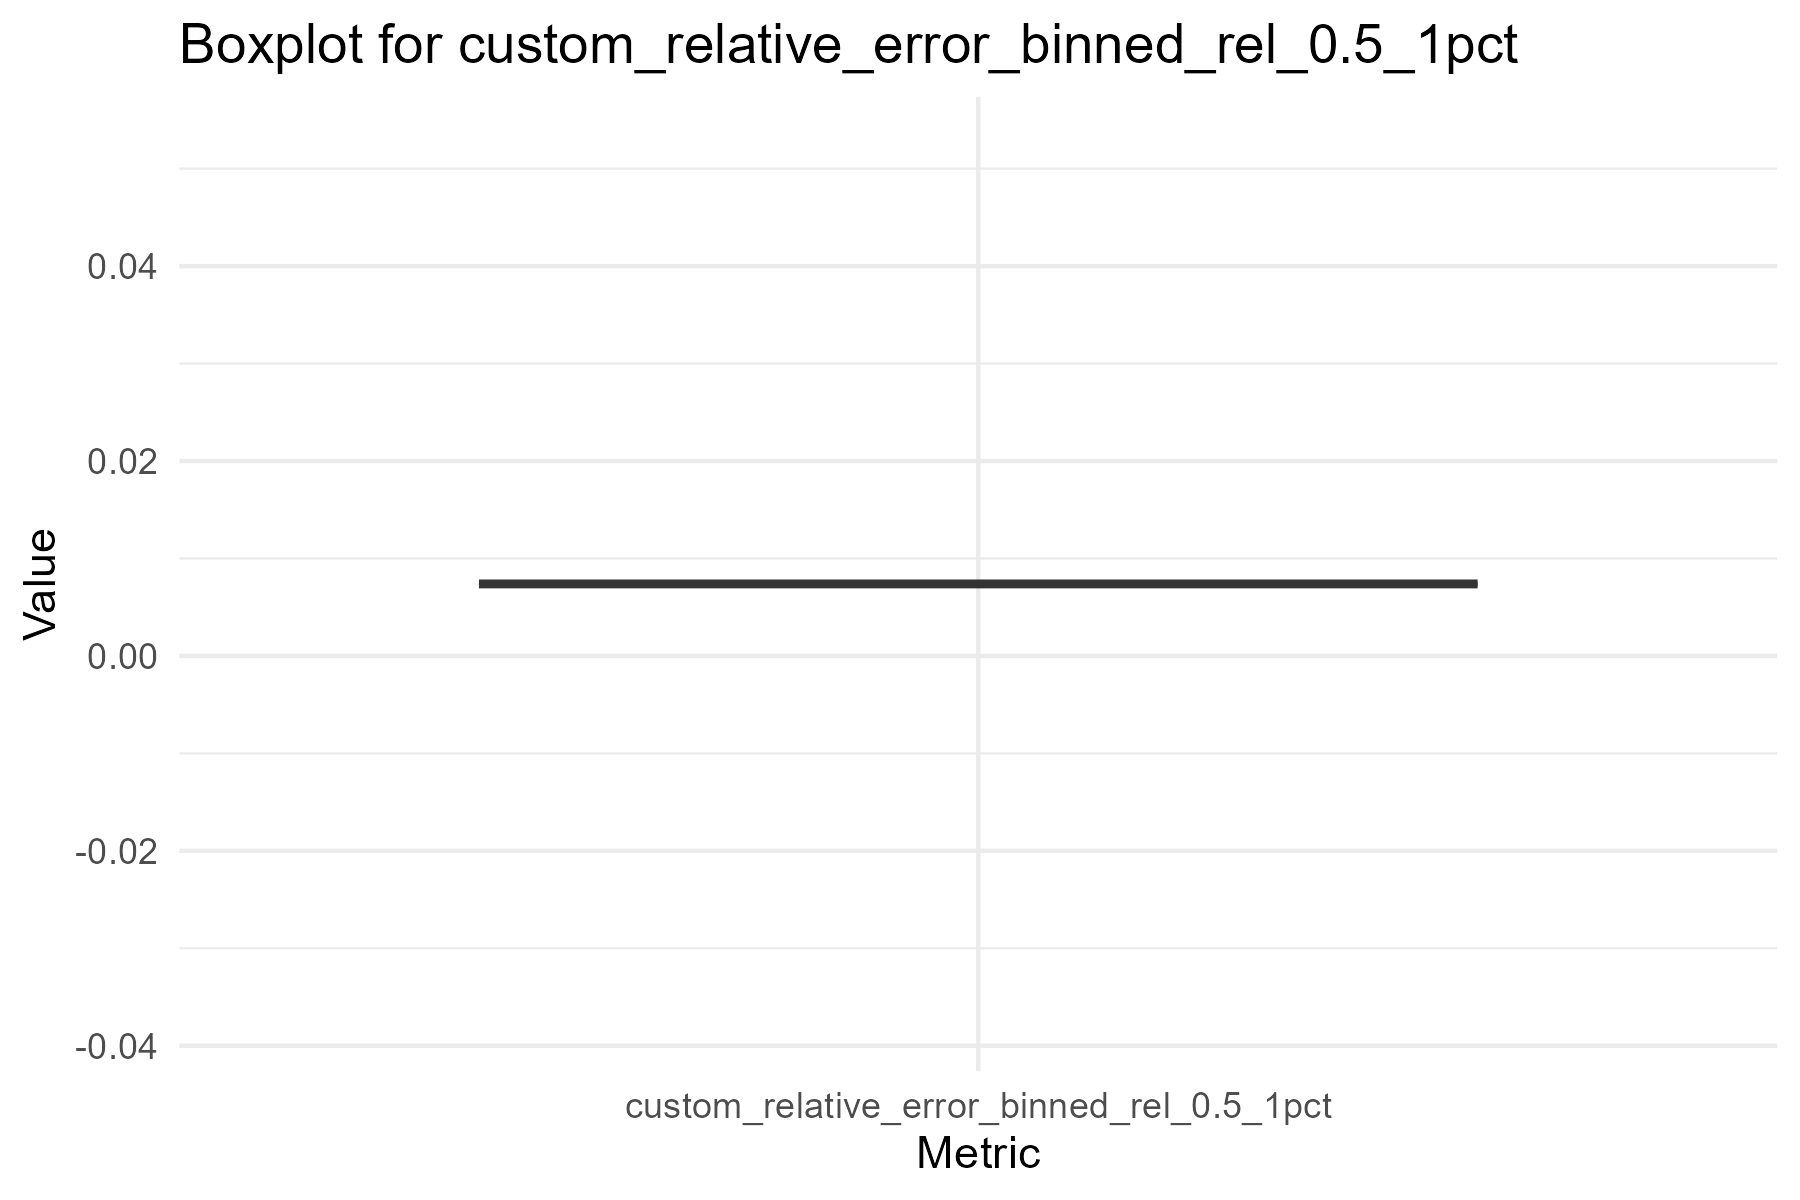 Boxplot for custom_relative_error_binned_rel_0.5_1pct
Value
0.04
0.02
0.00
-0.02
-0.04
custom_relative_error_binned_rel_0.5_1pct
Metric